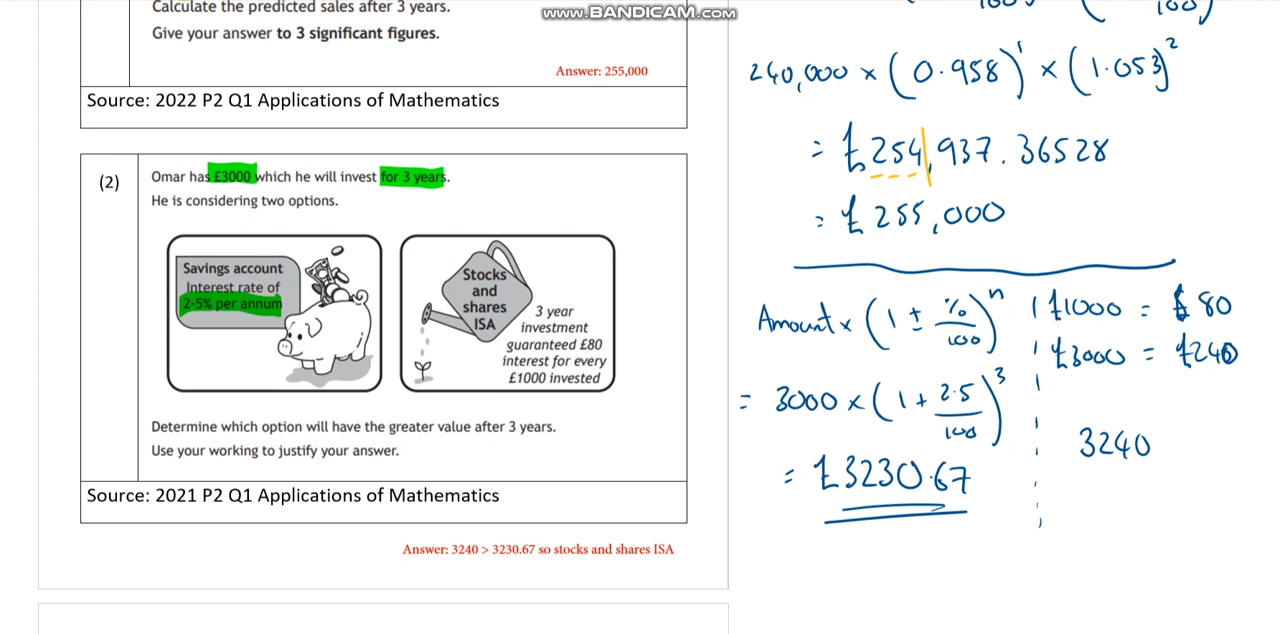 Calculate the predicted sales after 3 years.
Give your answer to 3 significant figures.
Answer: 255,000
Source: 2022 P2 Q1 Applications of Mathematics
(2)
Omar has £3000 which he will invest for 3 years.
He is considering two options.
Savings account
Interest rate of
2·5% per annum
Stocks
and
shares
ISA
3 year
investment
guaranteed £80
interest for every
£1000 invested
Determine which option will have the greater value after 3 years.
Use your working to justify your answer.
Source: 2021 P2 Q1 Applications of Mathematics
Answer: 3240 > 3230.67 so stocks and shares ISA
www.BANDICAM.com
240,000 × (0.958)^1 × (1.053)^2
= £254,937.36528
= £255,000
Amount × (1 ± %/100)^n
= 3000 × (1 + 2.5/100)^3
= £3230.67
£1000 = £80
£3000 = £240
3240